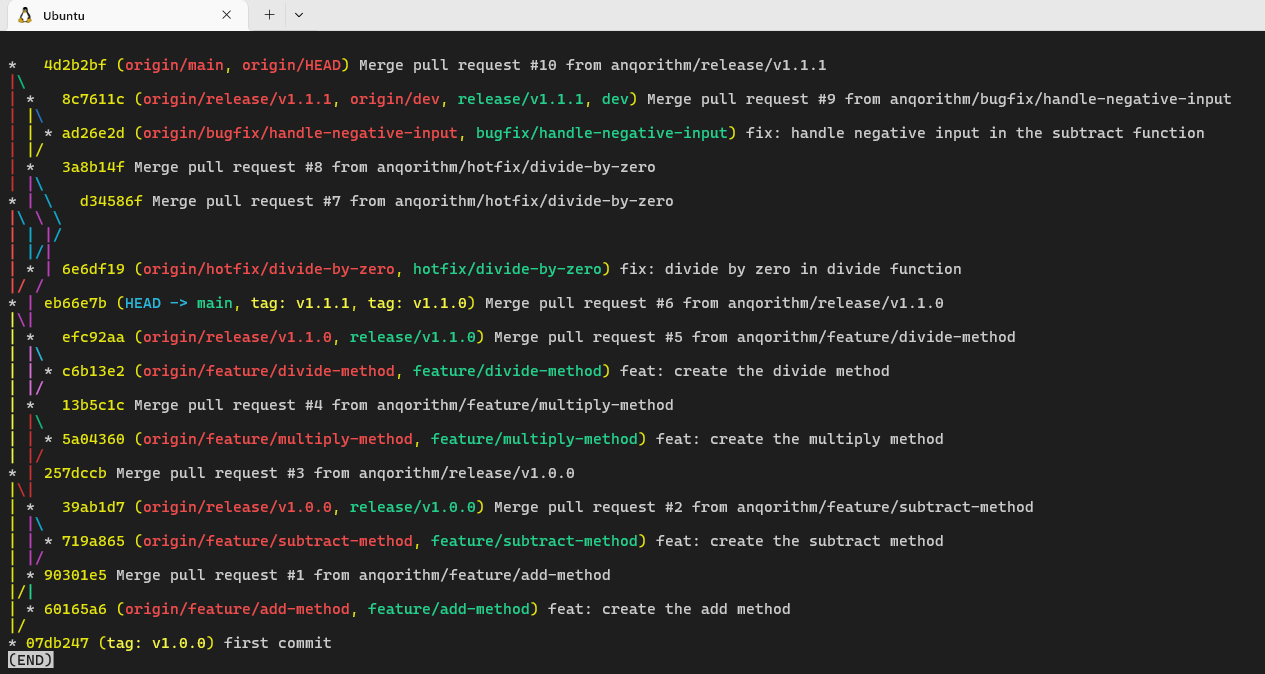 Ubuntu
*   4d2b2bf (origin/main, origin/HEAD) Merge pull request #10 from anqorithm/release/v1.1.1
|\
| *   8c7611c (origin/release/v1.1.1, origin/dev, release/v1.1.1, dev) Merge pull request #9 from anqorithm/bugfix/handle-negative-input
| |\
| | * ad26e2d (origin/bugfix/handle-negative-input, bugfix/handle-negative-input) fix: handle negative input in the subtract function
| |/
| *   3a8b14f Merge pull request #8 from anqorithm/hotfix/divide-by-zero
| |\
* | \   d34586f Merge pull request #7 from anqorithm/hotfix/divide-by-zero
|\ \ \
| | |/
| |/|
| * | 6e6df19 (origin/hotfix/divide-by-zero, hotfix/divide-by-zero) fix: divide by zero in divide function
|/ /
* | eb66e7b (HEAD -> main, tag: v1.1.1, tag: v1.1.0) Merge pull request #6 from anqorithm/release/v1.1.0
|\|
| *   efc92aa (origin/release/v1.1.0, release/v1.1.0) Merge pull request #5 from anqorithm/feature/divide-method
| |\
| | * c6b13e2 (origin/feature/divide-method, feature/divide-method) feat: create the divide method
| |/
| *   13b5c1c Merge pull request #4 from anqorithm/feature/multiply-method
| |\
| | * 5a04360 (origin/feature/multiply-method, feature/multiply-method) feat: create the multiply method
| |/
* | 257dccb Merge pull request #3 from anqorithm/release/v1.0.0
|\|
| *   39ab1d7 (origin/release/v1.0.0, release/v1.0.0) Merge pull request #2 from anqorithm/feature/subtract-method
| |\
| | * 719a865 (origin/feature/subtract-method, feature/subtract-method) feat: create the subtract method
| |/
| * 90301e5 Merge pull request #1 from anqorithm/feature/add-method
|/|
| * 60165a6 (origin/feature/add-method, feature/add-method) feat: create the add method
|/
* 07db247 (tag: v1.0.0) first commit
(END)